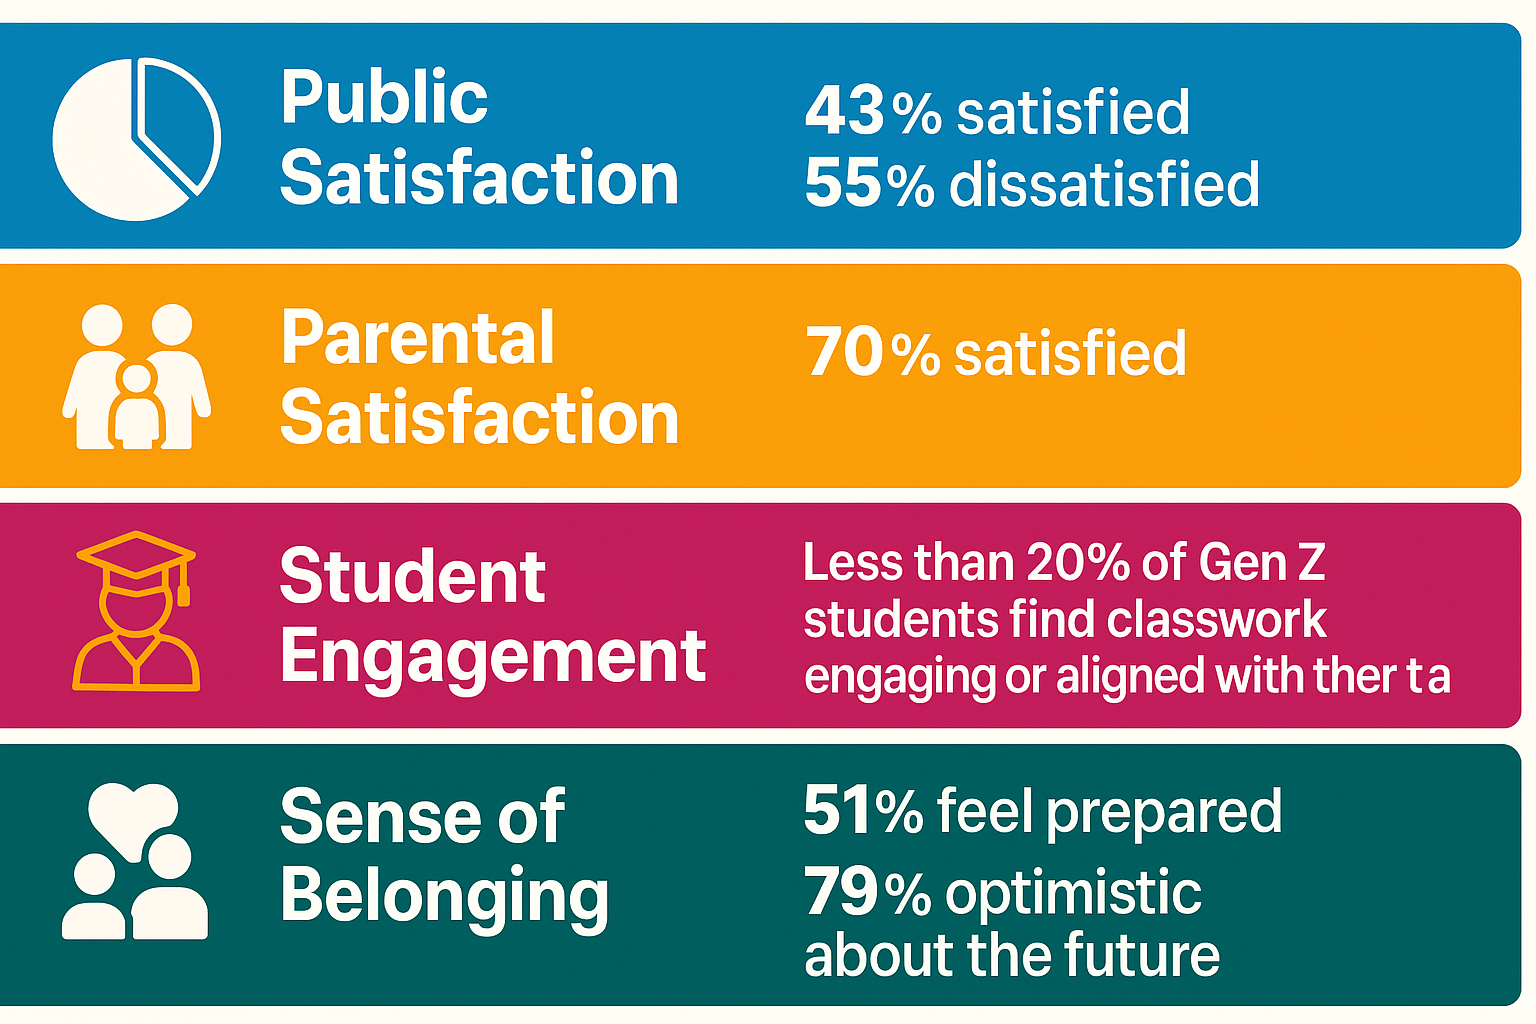 Public
Satisfaction
43% satisfied
55% dissatisfied
Parental
Satisfaction
70% satisfied
Student
Engagement
Less than 20% of Gen Z
students find classwork
engaging or aligned with ther ta
Sense of
Belonging
51% feel prepared
79% optimistic
about the future